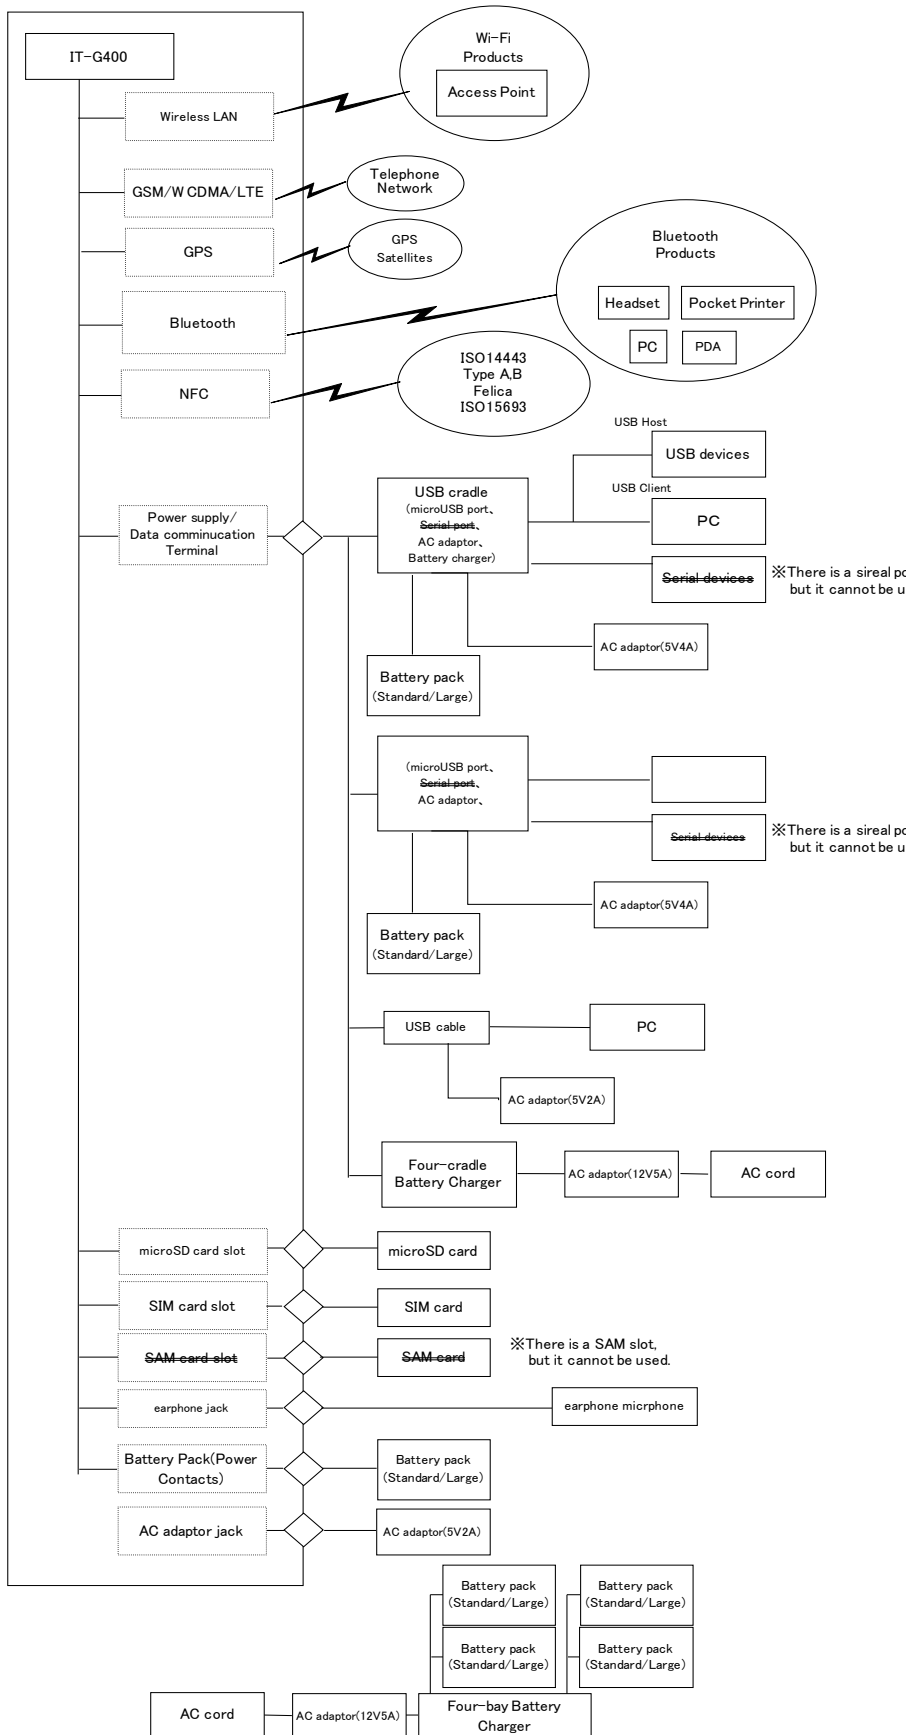 IT-G400
Wi-Fi
Products
Access Point
Wireless LAN
GSM/W CDMA/LTE
Telephone
Network
GPS
GPS
Satellites
Bluetooth
Products
Headset
Pocket Printer
PC
PDA
Bluetooth
NFC
ISO14443
Type A,B
Felica
ISO15693
USB Host
USB devices
USB Client
PC
Power supply/
Data comminucation
Terminal
USB cradle
(microUSB port、
Serial port、
AC adaptor、
Battery charger)
Serial devices
※There is a sireal po
but it cannot be u
AC adaptor(5V4A)
Battery pack
(Standard/Large)
(microUSB port、
Serial port、
AC adaptor、
Serial devices
※There is a sireal po
but it cannot be u
AC adaptor(5V4A)
Battery pack
(Standard/Large)
USB cable
PC
AC adaptor(5V2A)
Four-cradle
Battery Charger
AC adaptor(12V5A)
AC cord
microSD card slot
microSD card
SIM card slot
SIM card
SAM card slot
SAM card
※There is a SAM slot,
but it cannot be used.
earphone jack
earphone micrphone
Battery Pack(Power
Contacts)
Battery pack
(Standard/Large)
AC adaptor jack
AC adaptor(5V2A)
Battery pack
(Standard/Large)
Battery pack
(Standard/Large)
Battery pack
(Standard/Large)
Battery pack
(Standard/Large)
AC cord
AC adaptor(12V5A)
Four-bay Battery
Charger